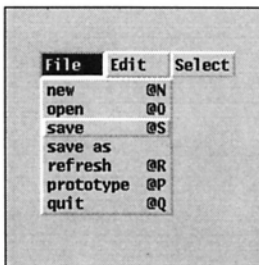 File Edit Select
new @N
open @O
save @S
save as
refresh @R
prototype @P
quit @Q